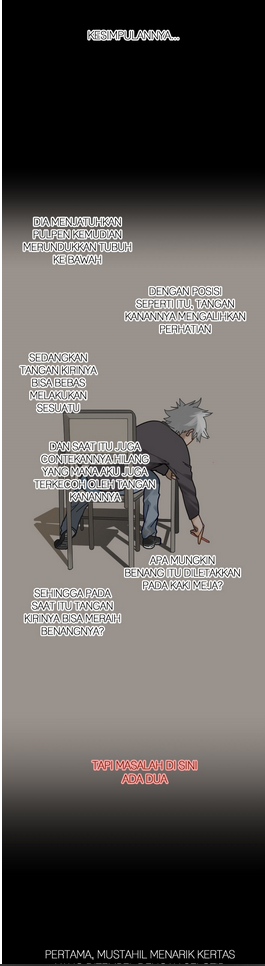 KESIMPULANNYA...
DIA MENJATUHKAN
PULPEN KEMUDIAN
MERUNDUKKAN TUBUH
KE BAWAH
DENGAN POSISI
SEPERTI ITU, TANGAN
KANANNYA MENGALIHKAN
PERHATIAN
SEDANGKAN
TANGAN KIRINYA
BISA BEBAS
MELAKUKAN
SESUATU
DAN SAAT ITU JUGA
CONTEKANNYA HILANG
YANG MANA AKU JUGA
TERKECOH OLEH TANGAN
KANANNYA
APA MUNGKIN
BENANG ITU DILETAKKAN
PADA KAKI MEJA?
SEHINGGA PADA
SAAT ITU TANGAN
KIRINYA BISA MERAIH
BENANGNYA?
TAPI MASALAH DI SINI
ADA DUA
PERTAMA, MUSTAHIL MENARIK KERTAS